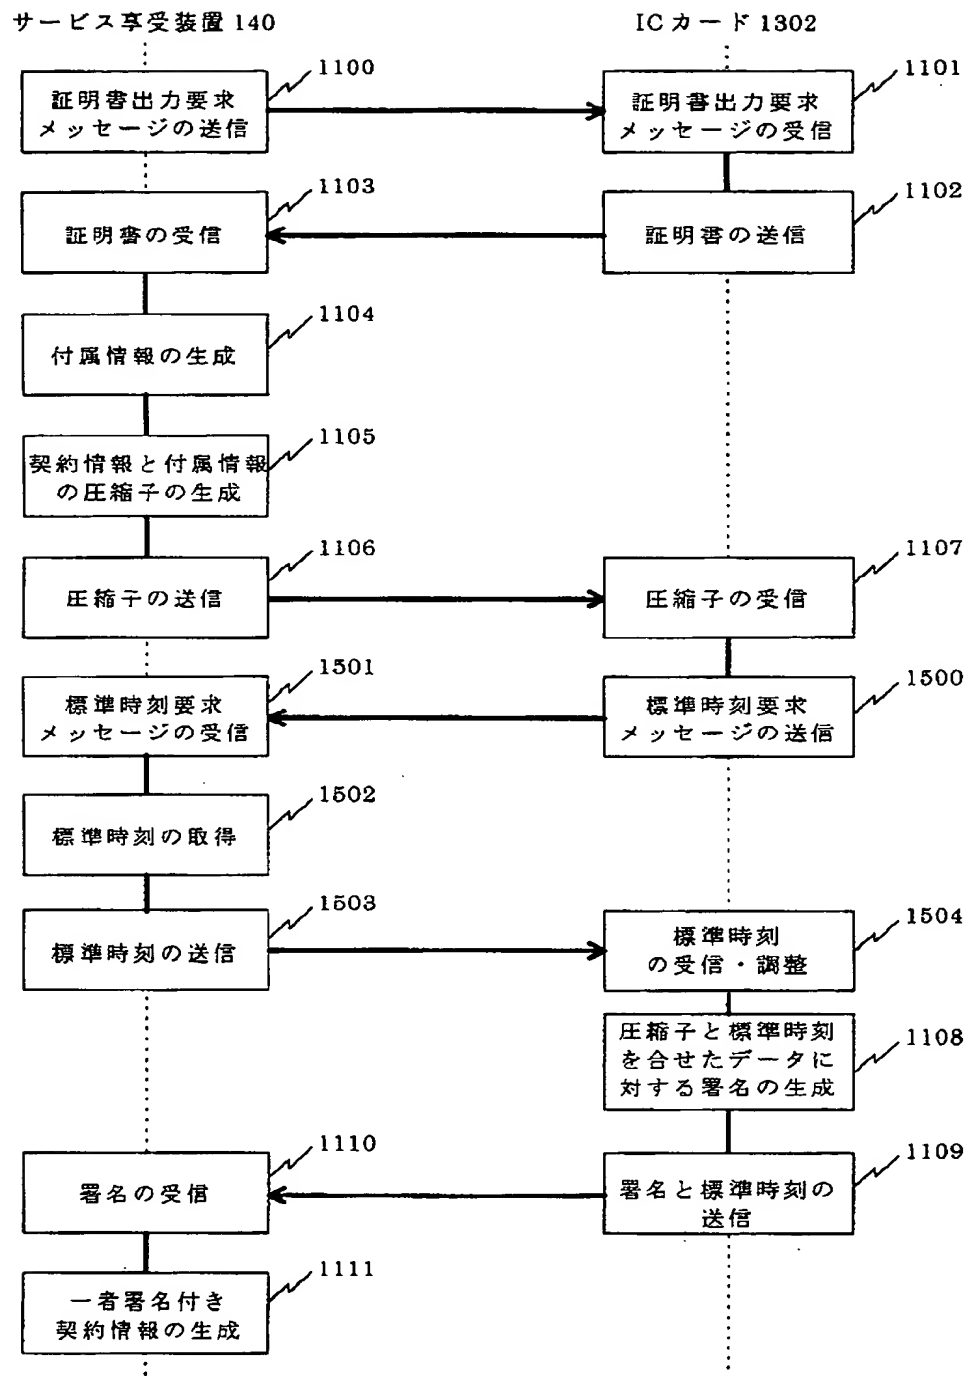 サービス享受装置 140
ICカード 1302
1100
証明書出力要求
メッセージの送信
1101
証明書出力要求
メッセージの受信
1103
証明書の受信
1102
証明書の送信
1104
付属情報の生成
1105
契約情報と付属情報
の圧縮子の生成
1106
圧縮子の送信
1107
圧縮子の受信
1501
標準時刻要求
メッセージの受信
1500
標準時刻要求
メッセージの送信
1502
標準時刻の取得
1503
標準時刻の送信
1504
標準時刻
の受信・調整
1108
圧縮子と標準時刻
を合せたデータに
対する署名の生成
1110
署名の受信
1109
署名と標準時刻の
送信
1111
一者署名付き
契約情報の生成